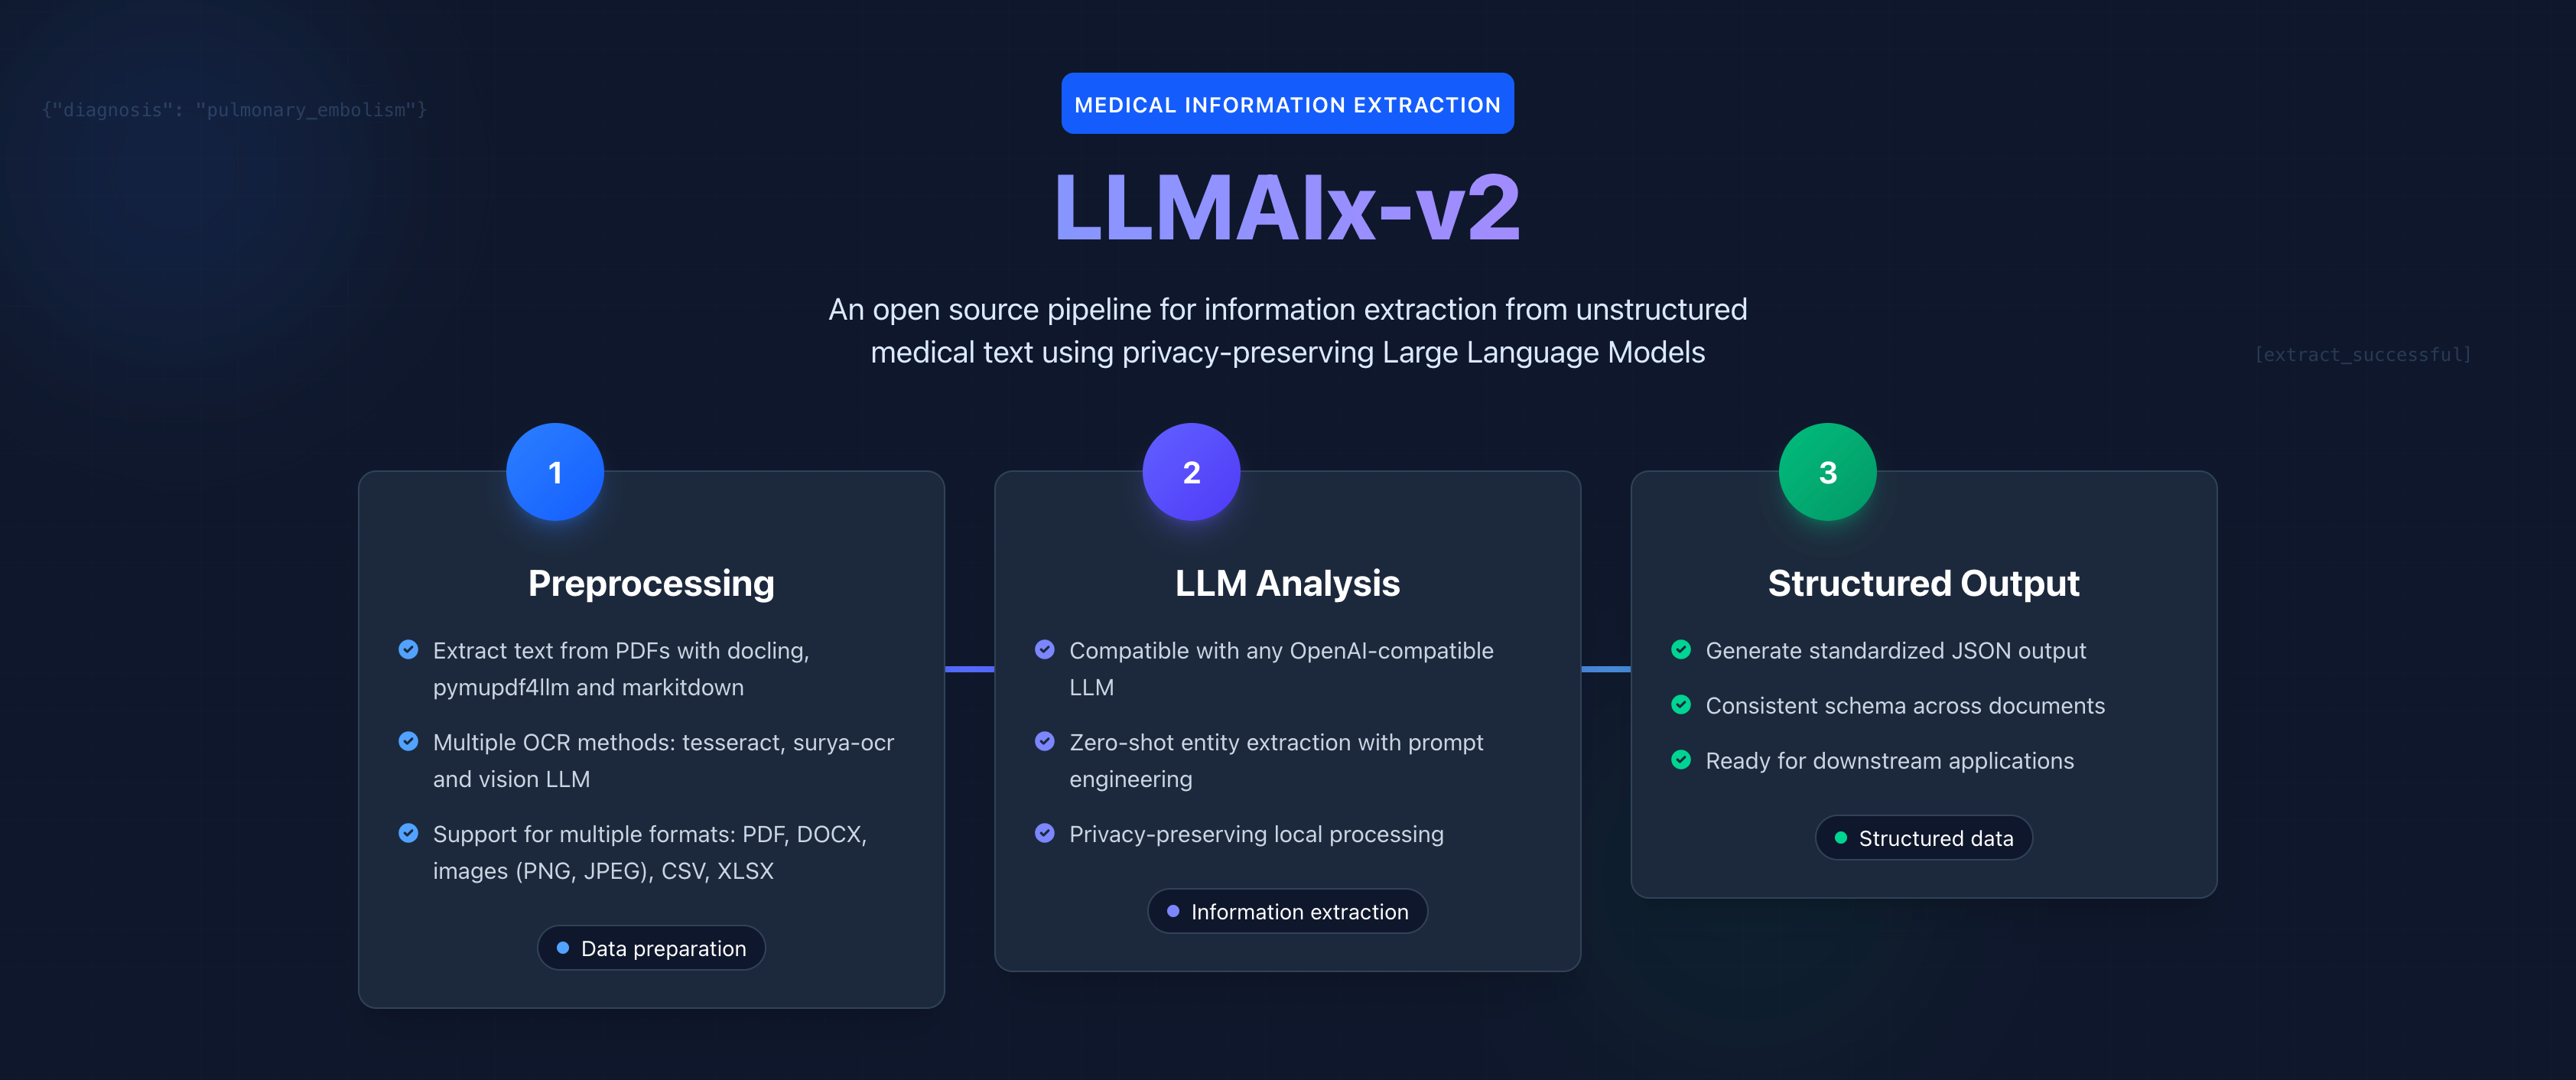 {"diagnosis": "pulmonary_embolism"}
MEDICAL INFORMATION EXTRACTION
LLMAIx-v2
An open source pipeline for information extraction from unstructured
medical text using privacy-preserving Large Language Models
[extract_successful]
1
Preprocessing
Extract text from PDFs with docling,
pymupdf4llm and markitdown
Multiple OCR methods: tesseract, surya-ocr
and vision LLM
Support for multiple formats: PDF, DOCX,
images (PNG, JPEG), CSV, XLSX
Data preparation
2
LLM Analysis
Compatible with any OpenAI-compatible
LLM
Zero-shot entity extraction with prompt
engineering
Privacy-preserving local processing
Information extraction
3
Structured Output
Generate standardized JSON output
Consistent schema across documents
Ready for downstream applications
Structured data